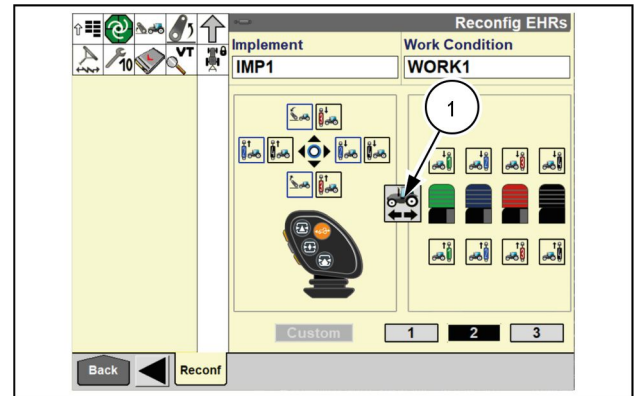 10
VT
Reconfig EHRs
Implement
Work Condition
IMP1
WORK1
1
Custom
1
2
3
Back
Reconf